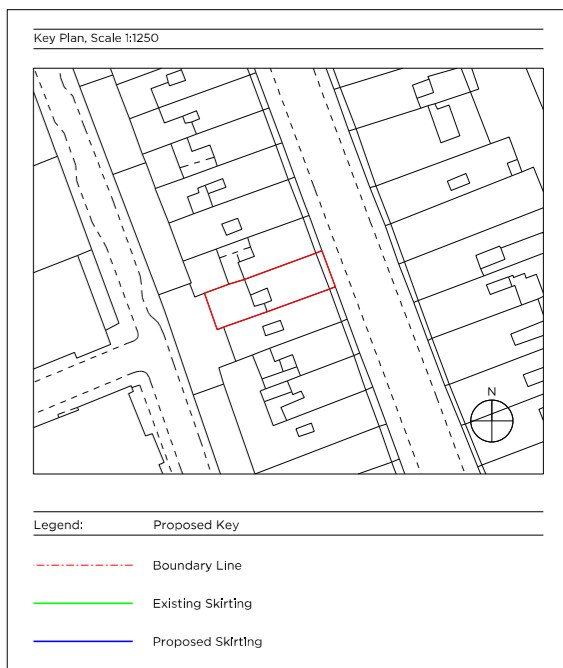 Key Plan, Scale 1:1250
N
Legend: Proposed Key
Boundary Line
Existing Skirting
Proposed Skirting